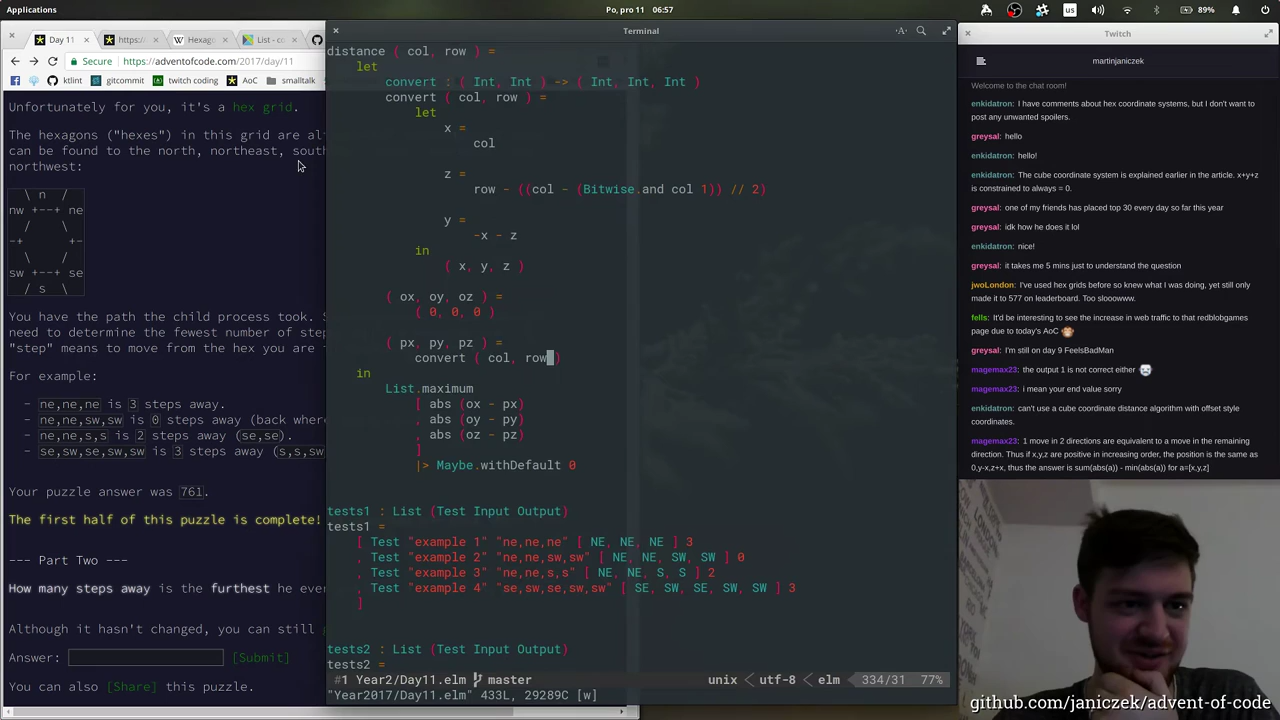 Applications
Po, pro 11 06:57
us
89%
Day 11
https:/
Hexago
List - co
Terminal
Twitch
Secure https://adventofcode.com/2017/day/11
ktlint
gitcommit
twitch coding
AoC
smalltalk
Unfortunately for you, it's a hex grid.
The hexagons ("hexes") in this grid are al
can be found to the north, northeast, sout
northwest:
\ n /
nw +--+ ne
/ \
-+ +-
\ /
sw +--+ se
/ s \
You have the path the child process took. S
need to determine the fewest number of step
"step" means to move from the hex you are
For example:
- ne,ne,ne is 3 steps away.
- ne,ne,sw,sw is 0 steps away (back where
- ne,ne,s,s is 2 steps away (se,se).
- se,sw,se,sw,sw is 3 steps away (s,s,sw
Your puzzle answer was 761.
The first half of this puzzle is complete!
--- Part Two ---
How many steps away is the furthest he eve
Although it hasn't changed, you can still g
Answer: [Submit]
You can also [Share] this puzzle.
distance ( col, row ) =
let
convert : ( Int, Int ) -> ( Int, Int, Int )
convert ( col, row ) =
let
x =
col
z =
row - ((col - (Bitwise.and col 1)) // 2)
y =
-x - z
in
( x, y, z )
( ox, oy, oz ) =
( 0, 0, 0 )
( px, py, pz ) =
convert ( col, row )
in
List.maximum
[ abs (ox - px)
, abs (oy - py)
, abs (oz - pz)
]
|> Maybe.withDefault 0
tests1 : List (Test Input Output)
tests1 =
[ Test "example 1" "ne,ne,ne" [ NE, NE, NE ] 3
, Test "example 2" "ne,ne,sw,sw" [ NE, NE, SW, SW ] 0
, Test "example 3" "ne,ne,s,s" [ NE, NE, S, S ] 2
, Test "example 4" "se,sw,se,sw,sw" [ SE, SW, SE, SW, SW ] 3
]
tests2 : List (Test Input Output)
tests2 =
#1 Year2/Day11.elm master unix < utf-8 < elm 334/31 77%
"Year2017/Day11.elm" 433L, 29289C [w]
martinjaniczek
Welcome to the chat room!
enkidatron: I have comments about hex coordinate systems, but I don't want to
post any unwanted spoilers.
greysal: hello
enkidatron: hello!
enkidatron: The cube coordinate system is explained earlier in the article. x+y+z
is constrained to always = 0.
greysal: one of my friends has placed top 30 every day so far this year
greysal: idk how he does it lol
enkidatron: nice!
greysal: it takes me 5 mins just to understand the question
jwoLondon: I've used hex grids before so knew what I was doing, yet still only
made it to 577 on leaderboard. Too slooowww.
fells: It'd be interesting to see the increase in web traffic to that redblobgames
page due to today's AoC
greysal: I'm still on day 9 FeelsBadMan
magemax23: the output 1 is not correct either
magemax23: i mean your end value sorry
enkidatron: can't use a cube coordinate distance algorithm with offset style
coordinates.
magemax23: 1 move in 2 directions are equivalent to a move in the remaining
direction. Thus if x,y,z are positive in increasing order, the position is the same as
0,y-x,z+x, thus the answer is sum(abs(a)) - min(abs(a)) for a=[x,y,z]
github.com/janiczek/advent-of-code